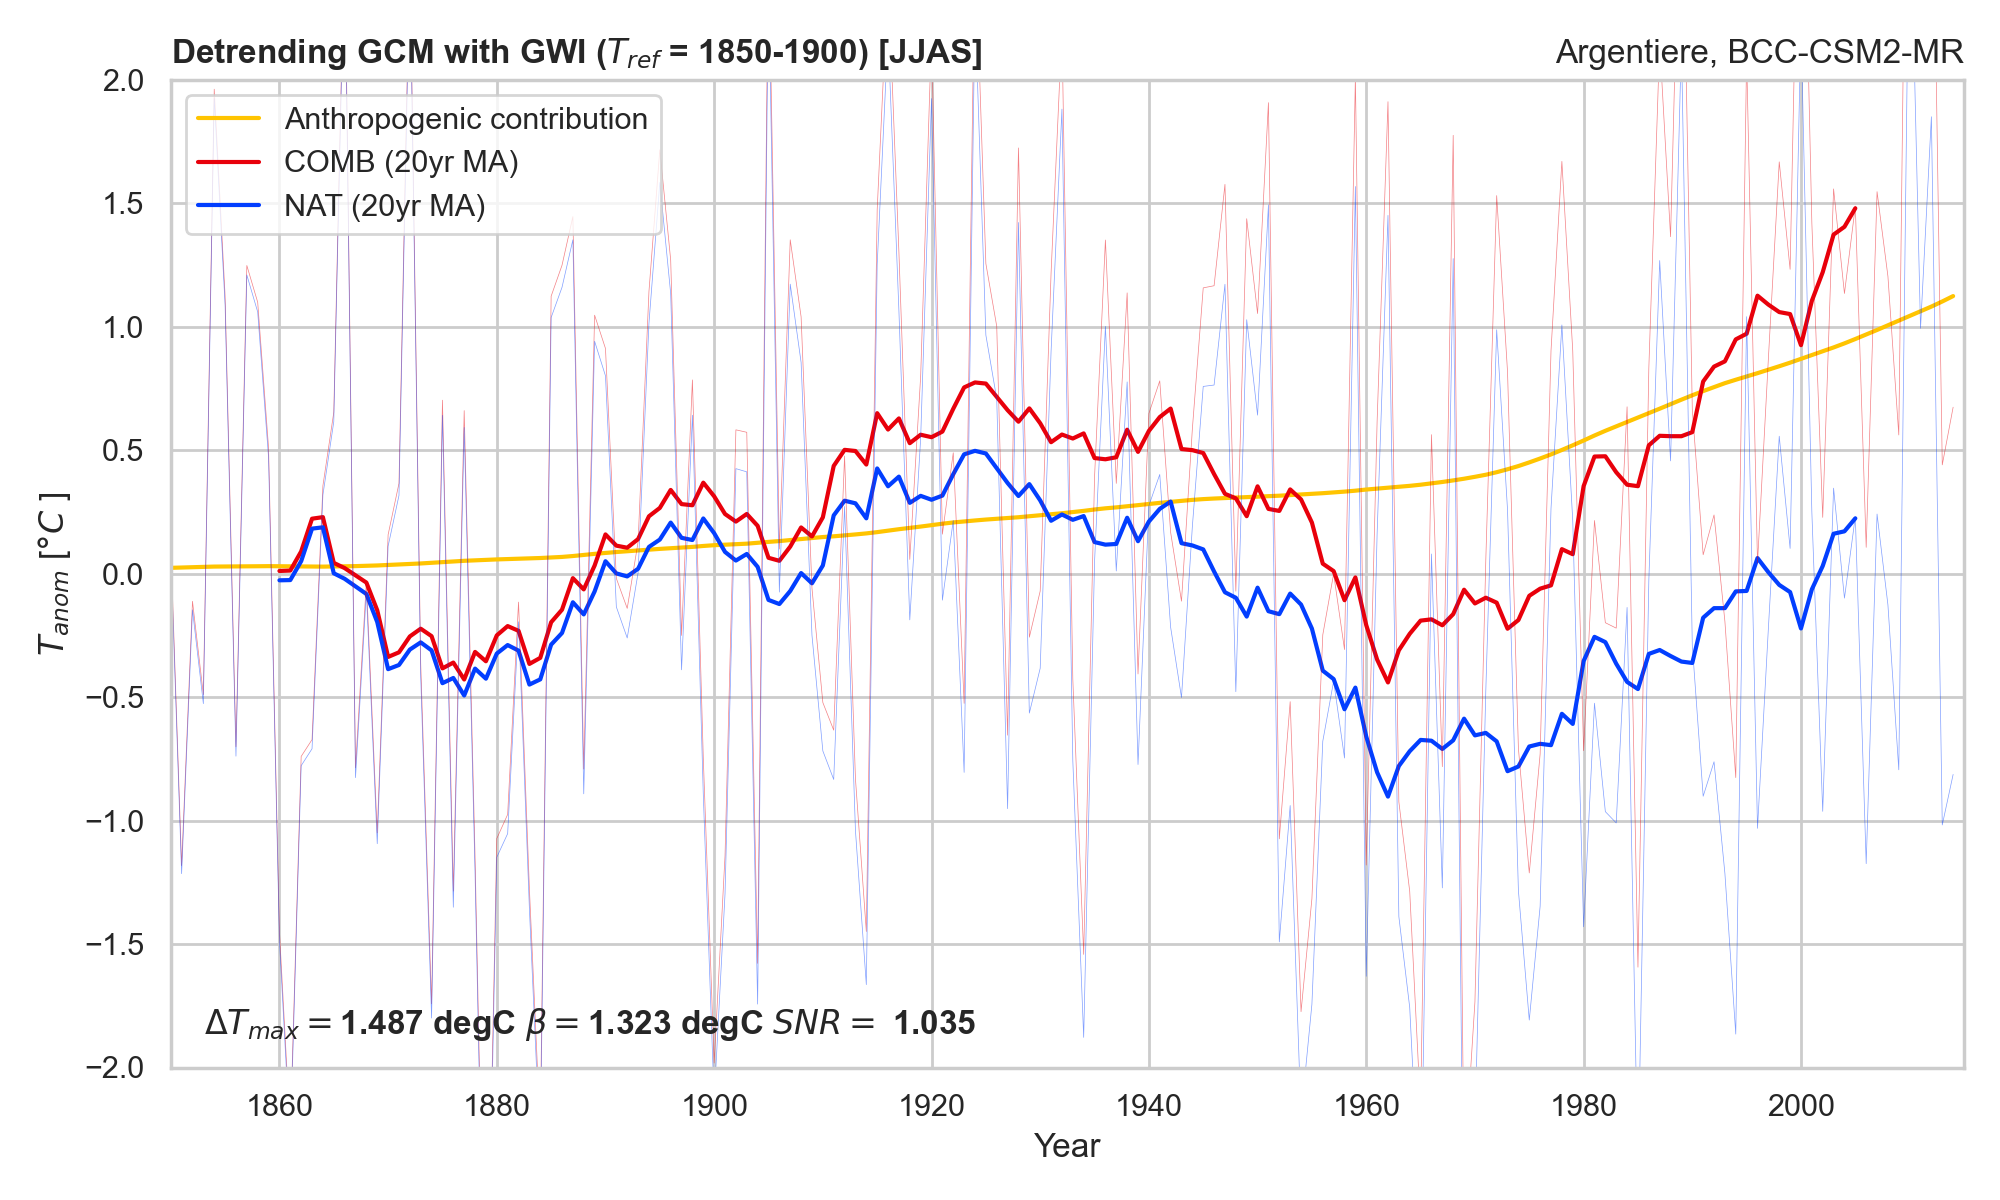 Detrending GCM with GWI (T_ref = 1850-1900) [JJAS]
Argentiere, BCC-CSM2-MR
Anthropogenic contribution
COMB (20yr MA)
NAT (20yr MA)
2.0
1.5
1.0
0.5
0.0
−0.5
−1.0
−1.5
−2.0
T_anom [°C ]
ΔT_max = 1.487 degC β = 1.323 degC SNR = 1.035
1860 1880 1900 1920 1940 1960 1980 2000
Year